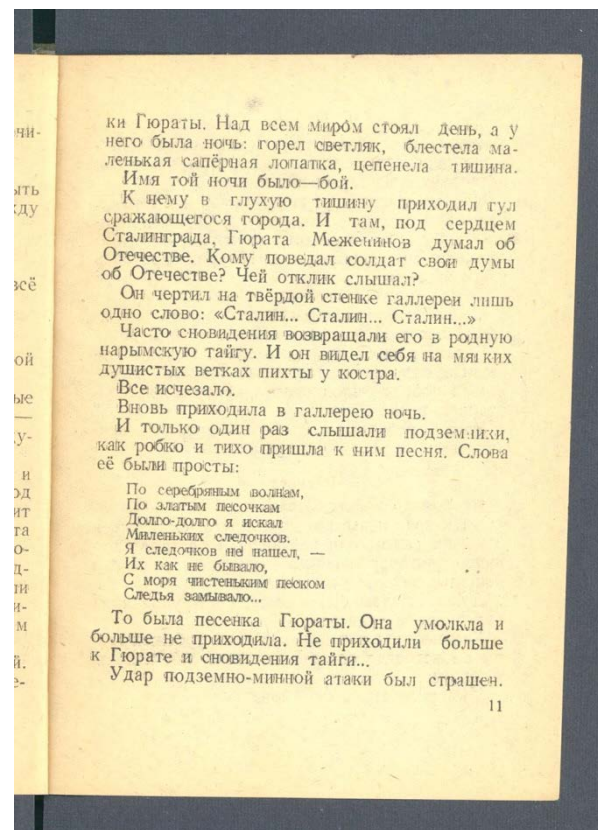 ки Гюраты. Над всем миром стоял день, а у
него была ночь: горел светляк, блестела ма-
ленькая сапёрная лопатка, цепенела тишина.
Имя той ночи было—бой.
К нему в глухую тишину приходил гул
сражающегося города. И там, под сердцем
Сталинграда, Гюрата Меженинов думал об
Отечестве. Кому поведал солдат свои думы
об Отечестве? Чей отклик слышал?
Он чертил на твёрдой стенке галлереи лишь
одно слово: «Сталин... Сталин... Сталин...»
Часто сновидения возвращали его в родную
нарымскую тайгу. И он видел себя на мягких
душистых ветках пихты у костра.
Все исчезало.
Вновь приходила в галлерею ночь.
И только один раз слышали подземники,
как робко и тихо пришла к ним песня. Слова
её были просты:
По серебряным волнам,
По златым песочкам
Долго-долго я искал
Миленьких следочков.
Я следочков не нашел, —
Их как не бывало,
С моря чистеньким песком
Следья замывало...
То была песенка Гюраты. Она умолкла и
больше не приходила. Не приходили больше
к Гюрате и сновидения тайги...
Удар подземно-минной атаки был страшен.
11